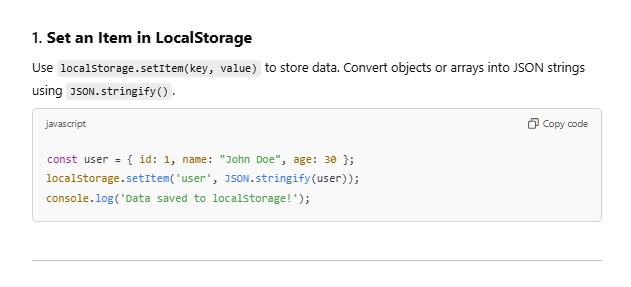 1. Set an Item in LocalStorage
Use localStorage.setItem(key, value) to store data. Convert objects or arrays into JSON strings
using JSON.stringify().
javascript
Copy code
const user = { id: 1, name: "John Doe", age: 30 };
localStorage.setItem('user', JSON.stringify(user));
console.log('Data saved to localStorage!');